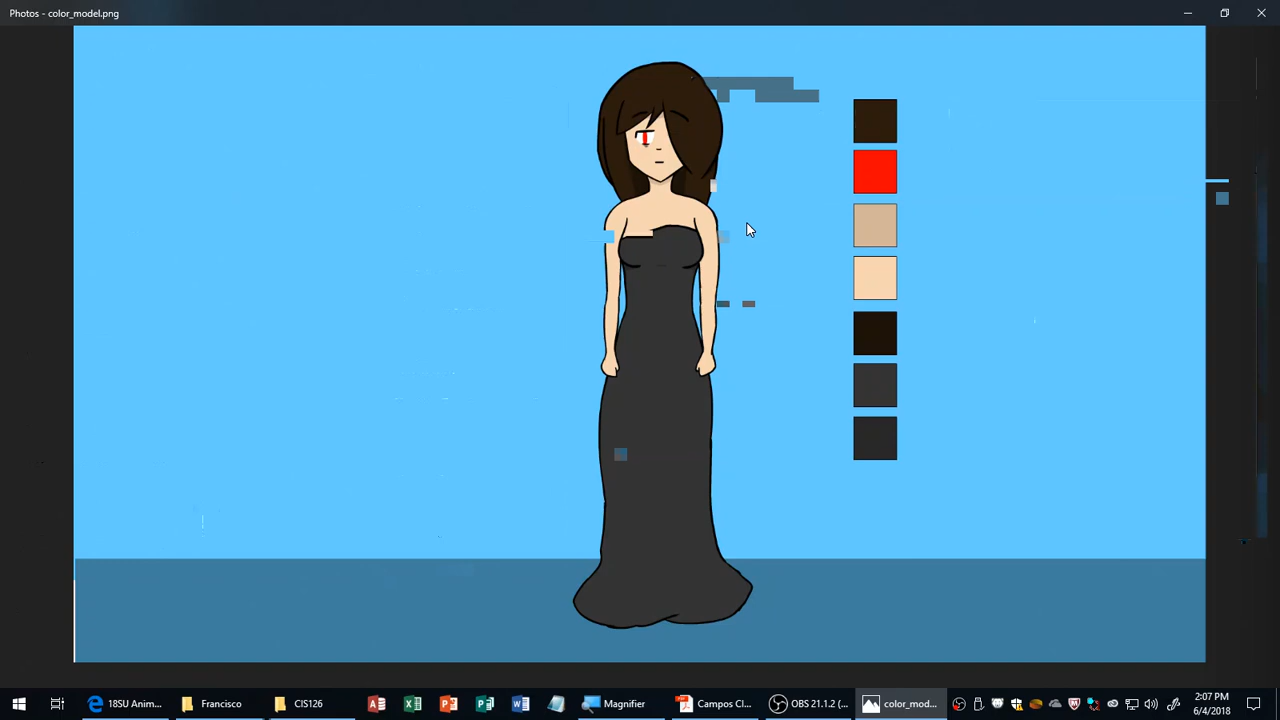 Photos - color_model.png
18SU Anim...
Francisco
CIS126
Magnifier
Campos Cl...
OBS 21.1.2 (...
color_mod...
2:07 PM
6/4/2018